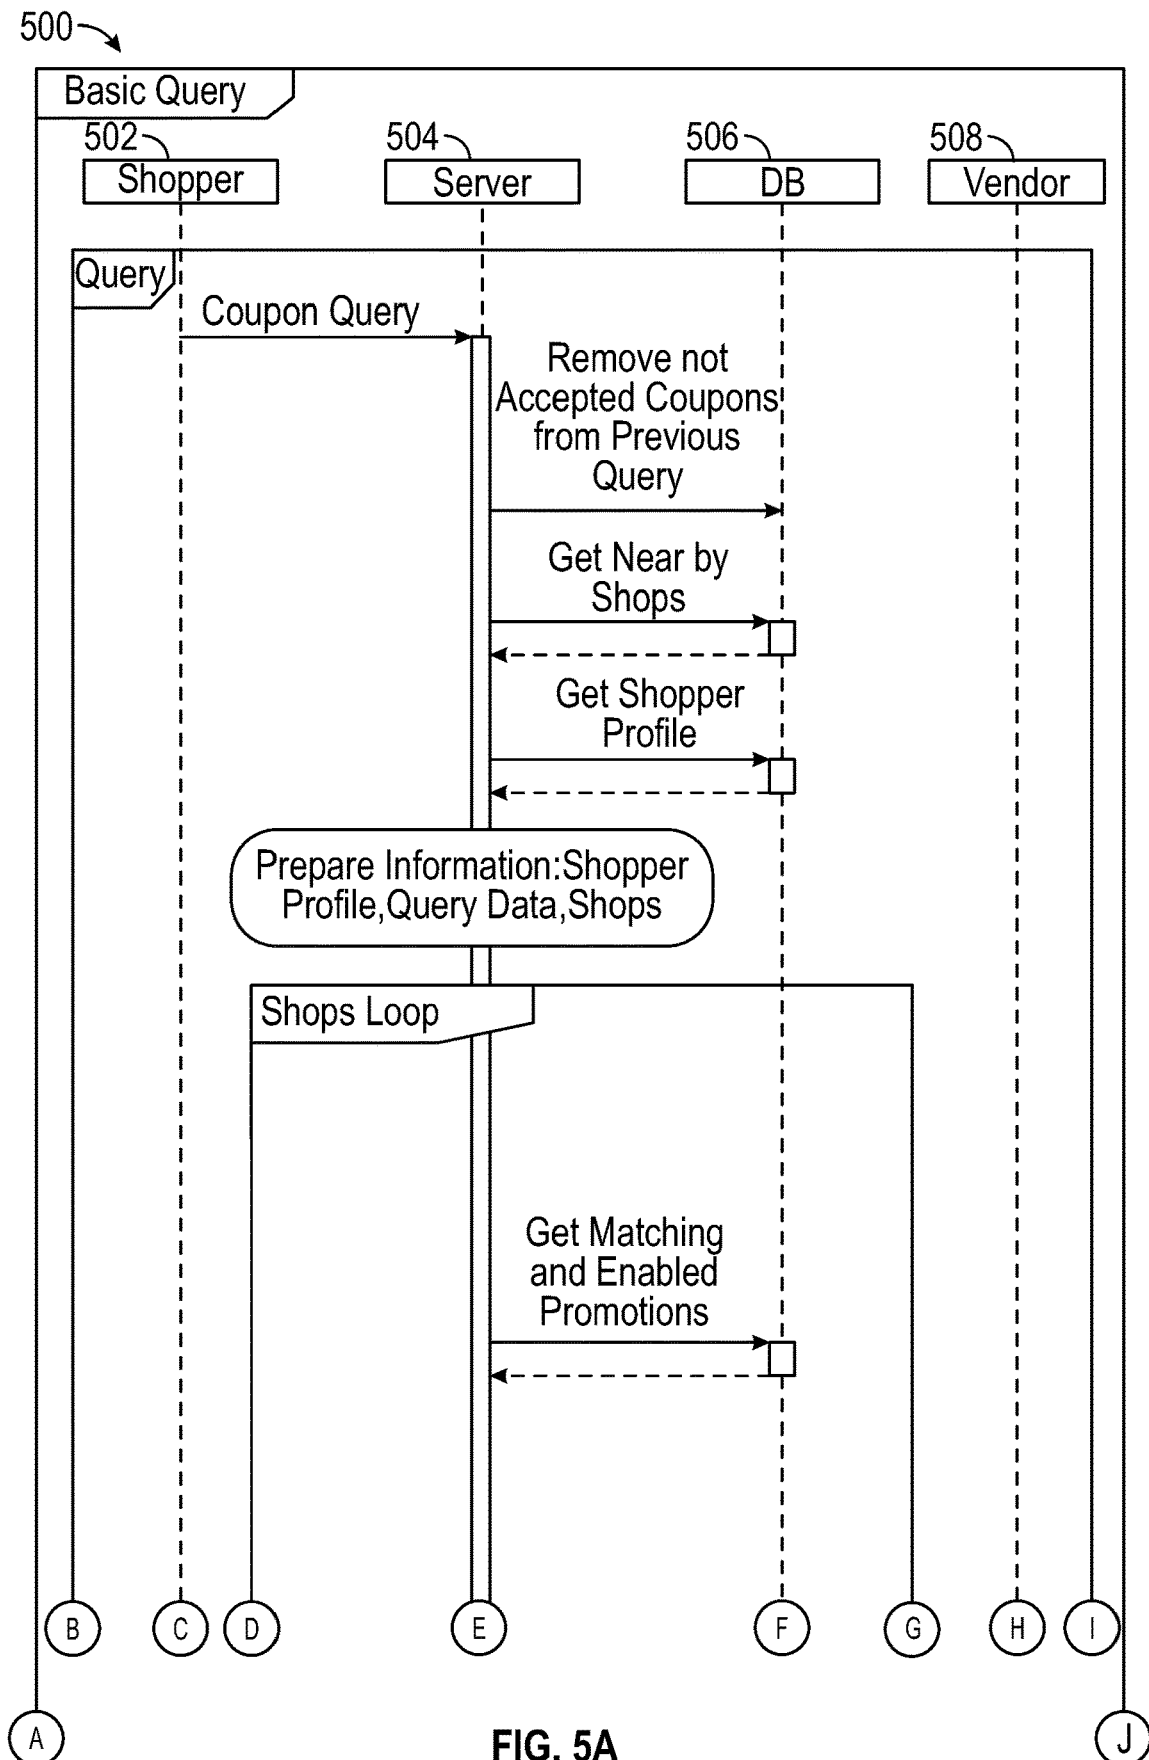 500
Basic Query
502
504
506
508
Shopper
Server
DB
Vendor
Query
Coupon Query
Remove not
Accepted Coupons
from Previous
Query
Get Near by
Shops
Get Shopper
Profile
Prepare Information:Shopper
Profile,Query Data,Shops
Shops Loop
Get Matching
and Enabled
Promotions
B
C
D
E
F
G
H
I
A
J
FIG. 5A